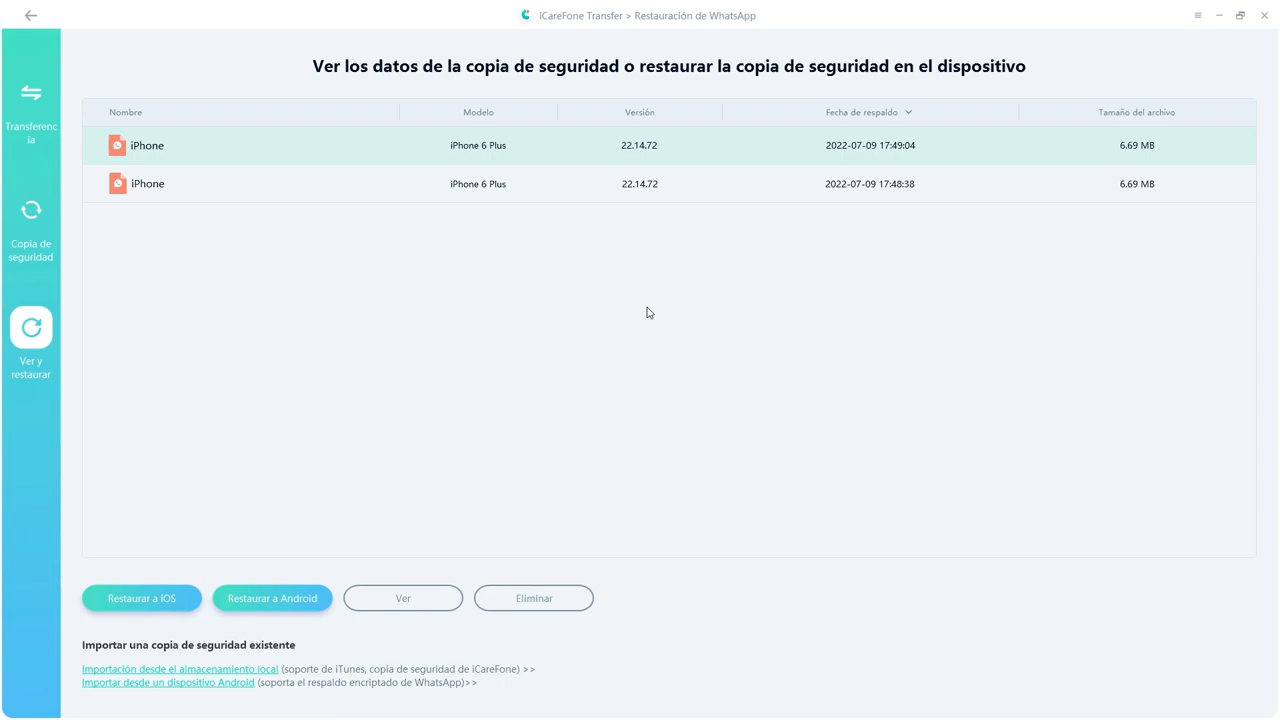 iCareFone Transfer > Restauración de WhatsApp
Ver los datos de la copia de seguridad o restaurar la copia de seguridad en el dispositivo
Transferenc
ia
Copia de
seguridad
Ver y
restaurar
Nombre Modelo Versión Fecha de respaldo Tamaño del archivo
iPhone iPhone 6 Plus 22.14.72 2022-07-09 17:49:04 6.69 MB
iPhone iPhone 6 Plus 22.14.72 2022-07-09 17:48:38 6.69 MB
Restaurar a iOS Restaurar a Android Ver Eliminar
Importar una copia de seguridad existente
Importación desde el almacenamiento local (soporte de iTunes, copia de seguridad de iCareFone) >>
Importar desde un dispositivo Android (soporta el respaldo encriptado de WhatsApp)>>